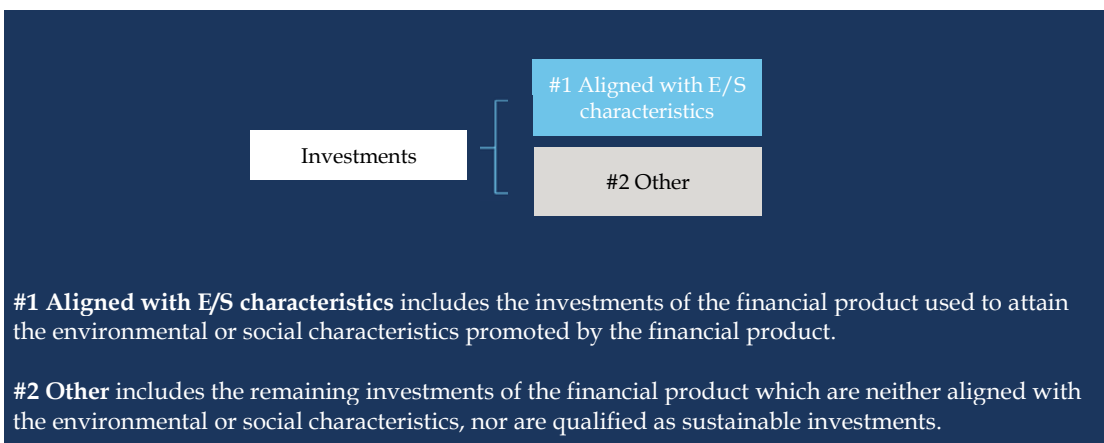 #1 Aligned with E/S
characteristics
Investments
#2 Other
#1 Aligned with E/S characteristics includes the investments of the financial product used to attain
the environmental or social characteristics promoted by the financial product.
#2 Other includes the remaining investments of the financial product which are neither aligned with
the environmental or social characteristics, nor are qualified as sustainable investments.